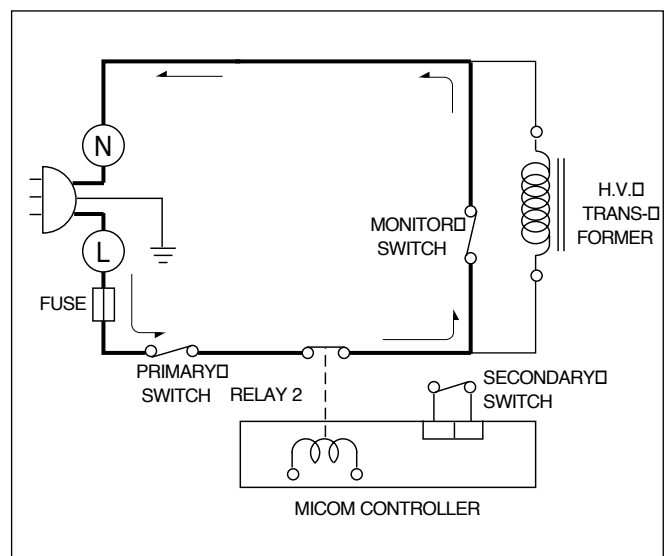 N
L
FUSE
MONITOR□
SWITCH
H.V.□
TRANS-□
FORMER
PRIMARY□
SWITCH
RELAY 2
SECONDARY□
SWITCH
MICOM CONTROLLER